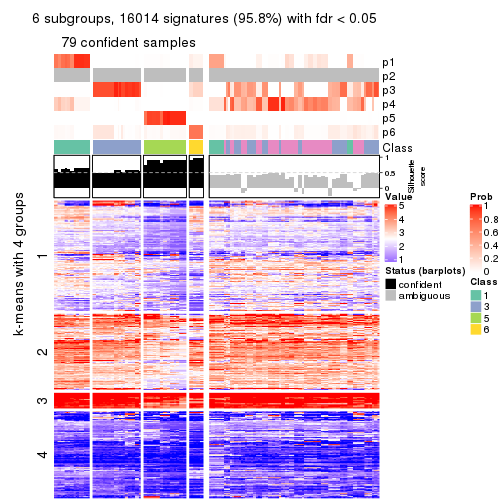 6 subgroups, 16014 signatures (95.8%) with fdr < 0.05
79 confident samples
p1
p2
p3
p4
p5
p6
Class
1
0.5
0
Silhouette
score
k-means with 4 groups
1
2
3
4
Value
5
4
3
2
1
Status (barplots)
confident
ambiguous
Prob
1
0.8
0.6
0.4
0.2
0
Class
1
3
5
6